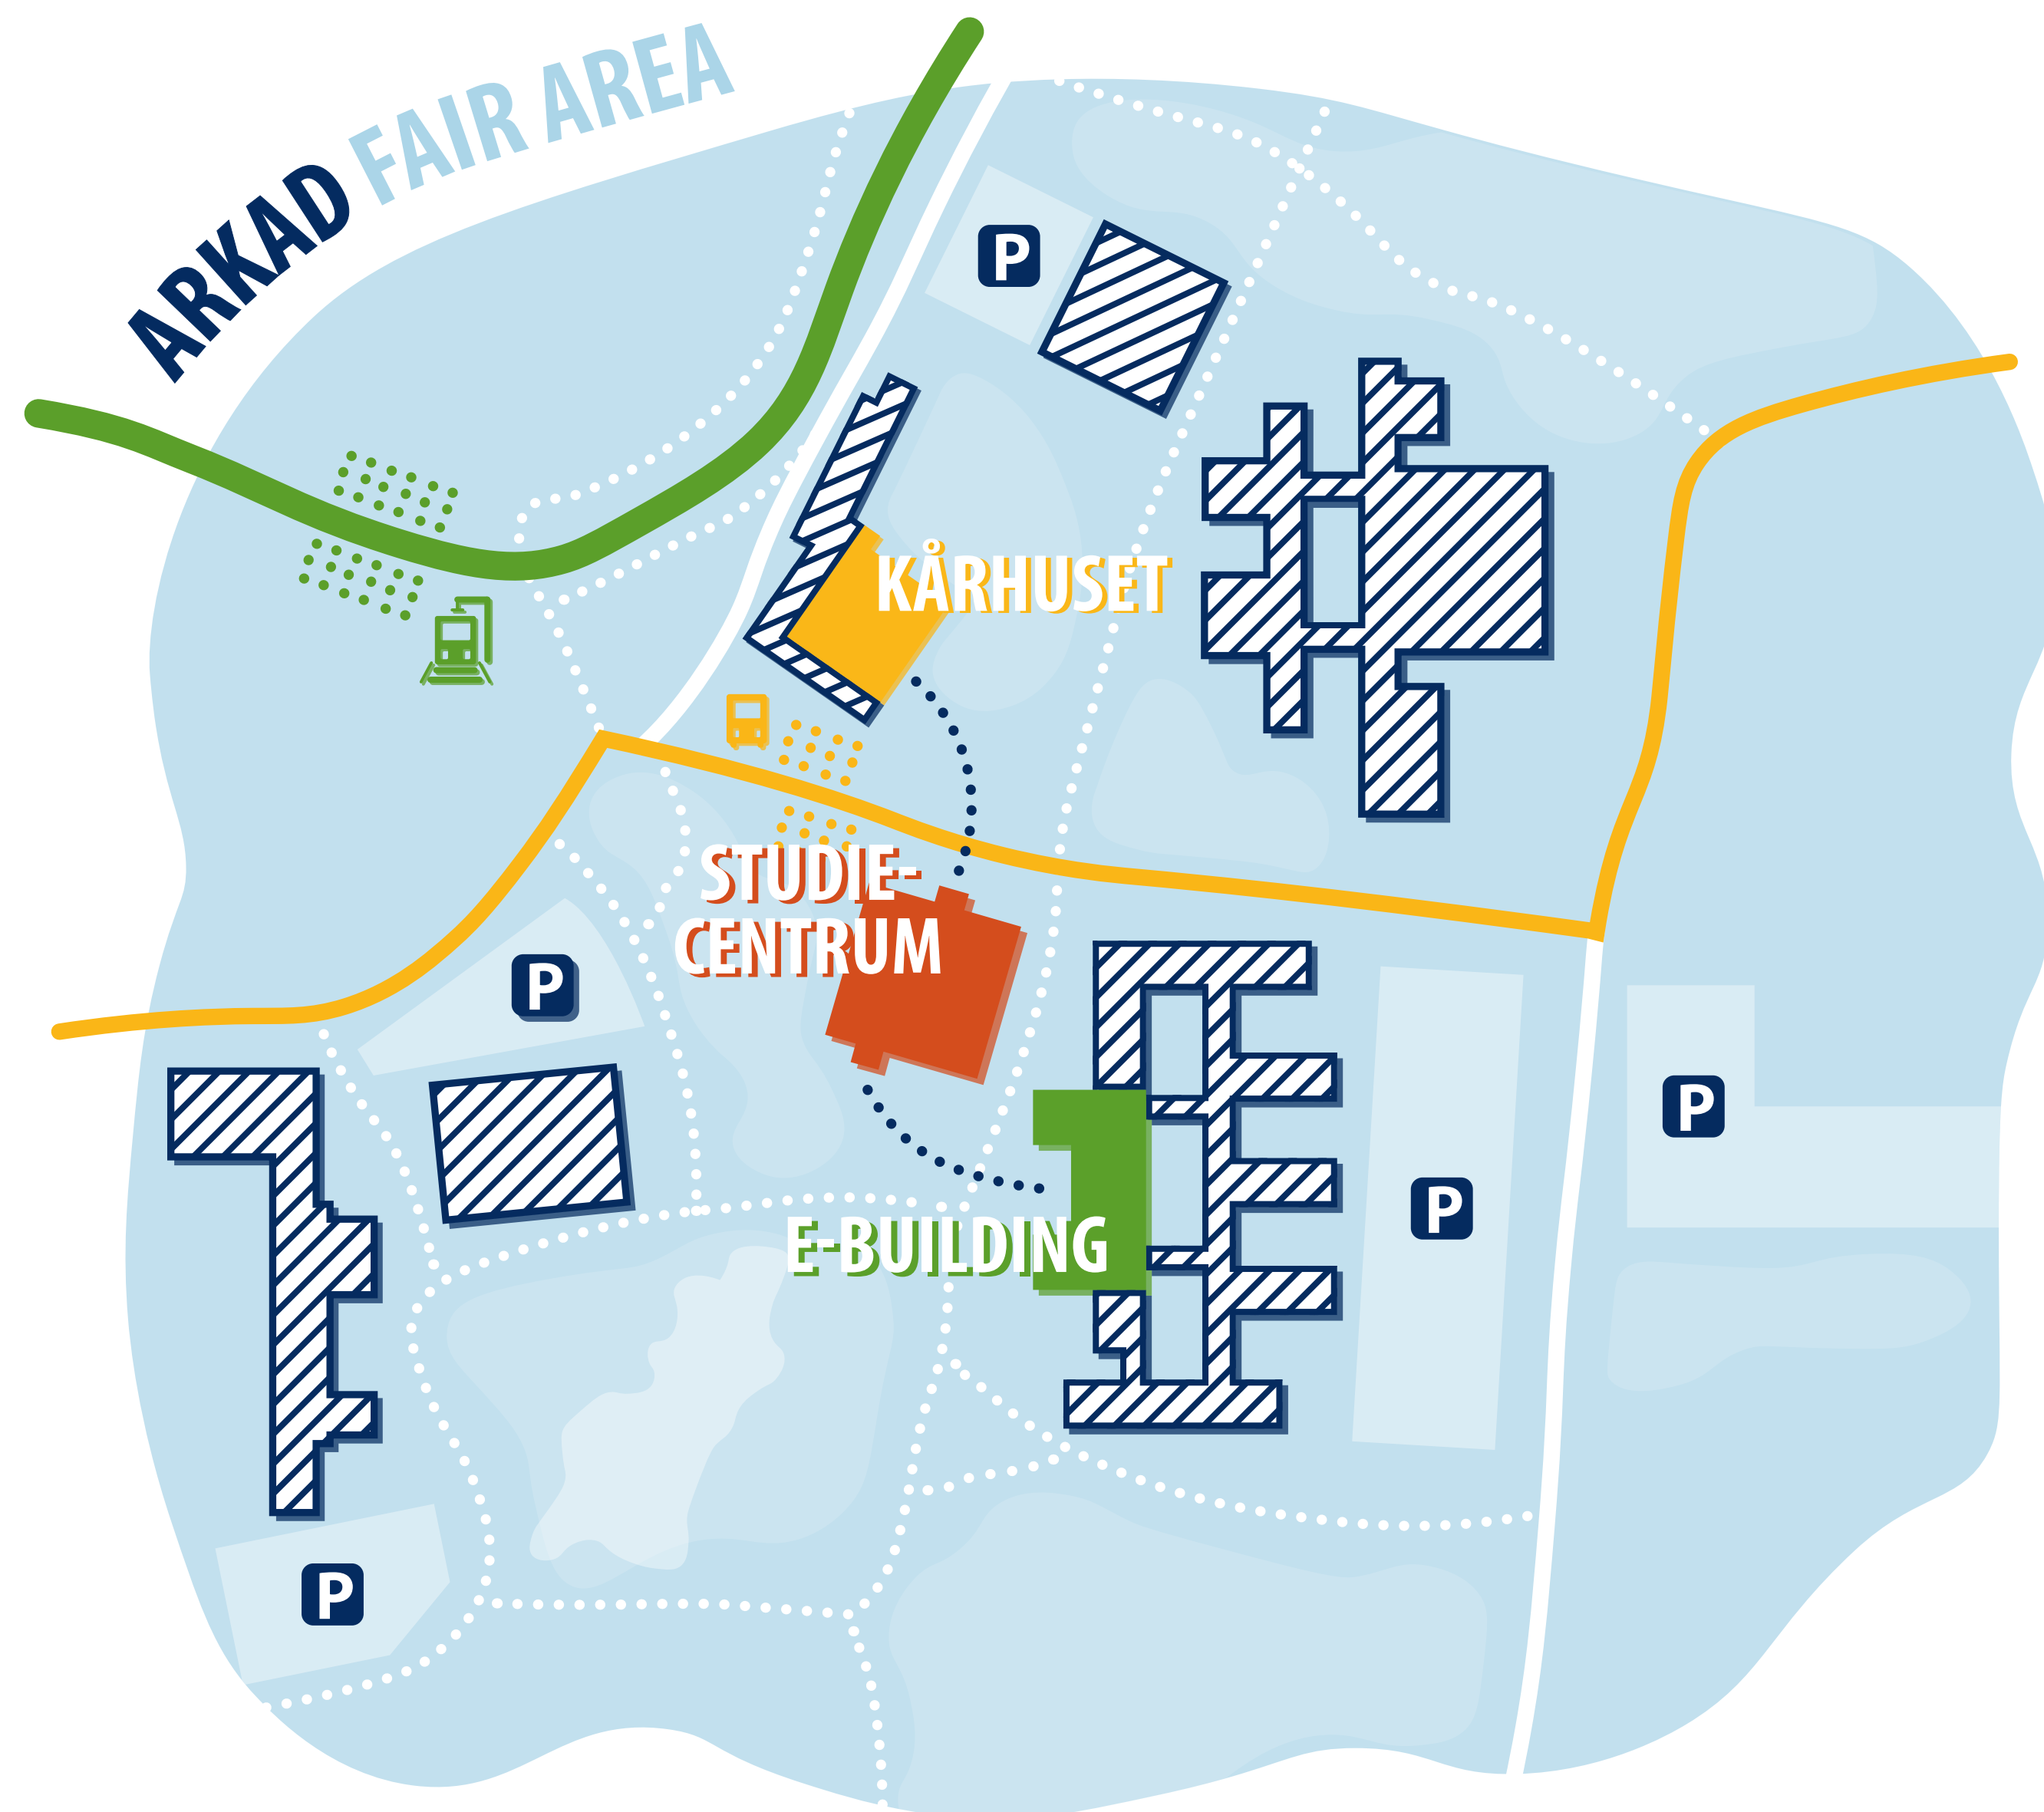 ARKAD FAIR AREA
P
KÅRHUSET
STUDIE-
CENTRUM
P
P
P
E-BUILDING
P